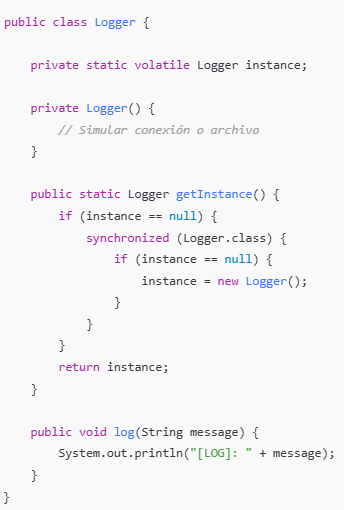 public class Logger {
private static volatile Logger instance;
private Logger() {
// Simular conexión o archivo
}
public static Logger getInstance() {
if (instance == null) {
synchronized (Logger.class) {
if (instance == null) {
instance = new Logger();
}
}
}
return instance;
}
public void log(String message) {
System.out.println("[LOG]: " + message);
}
}